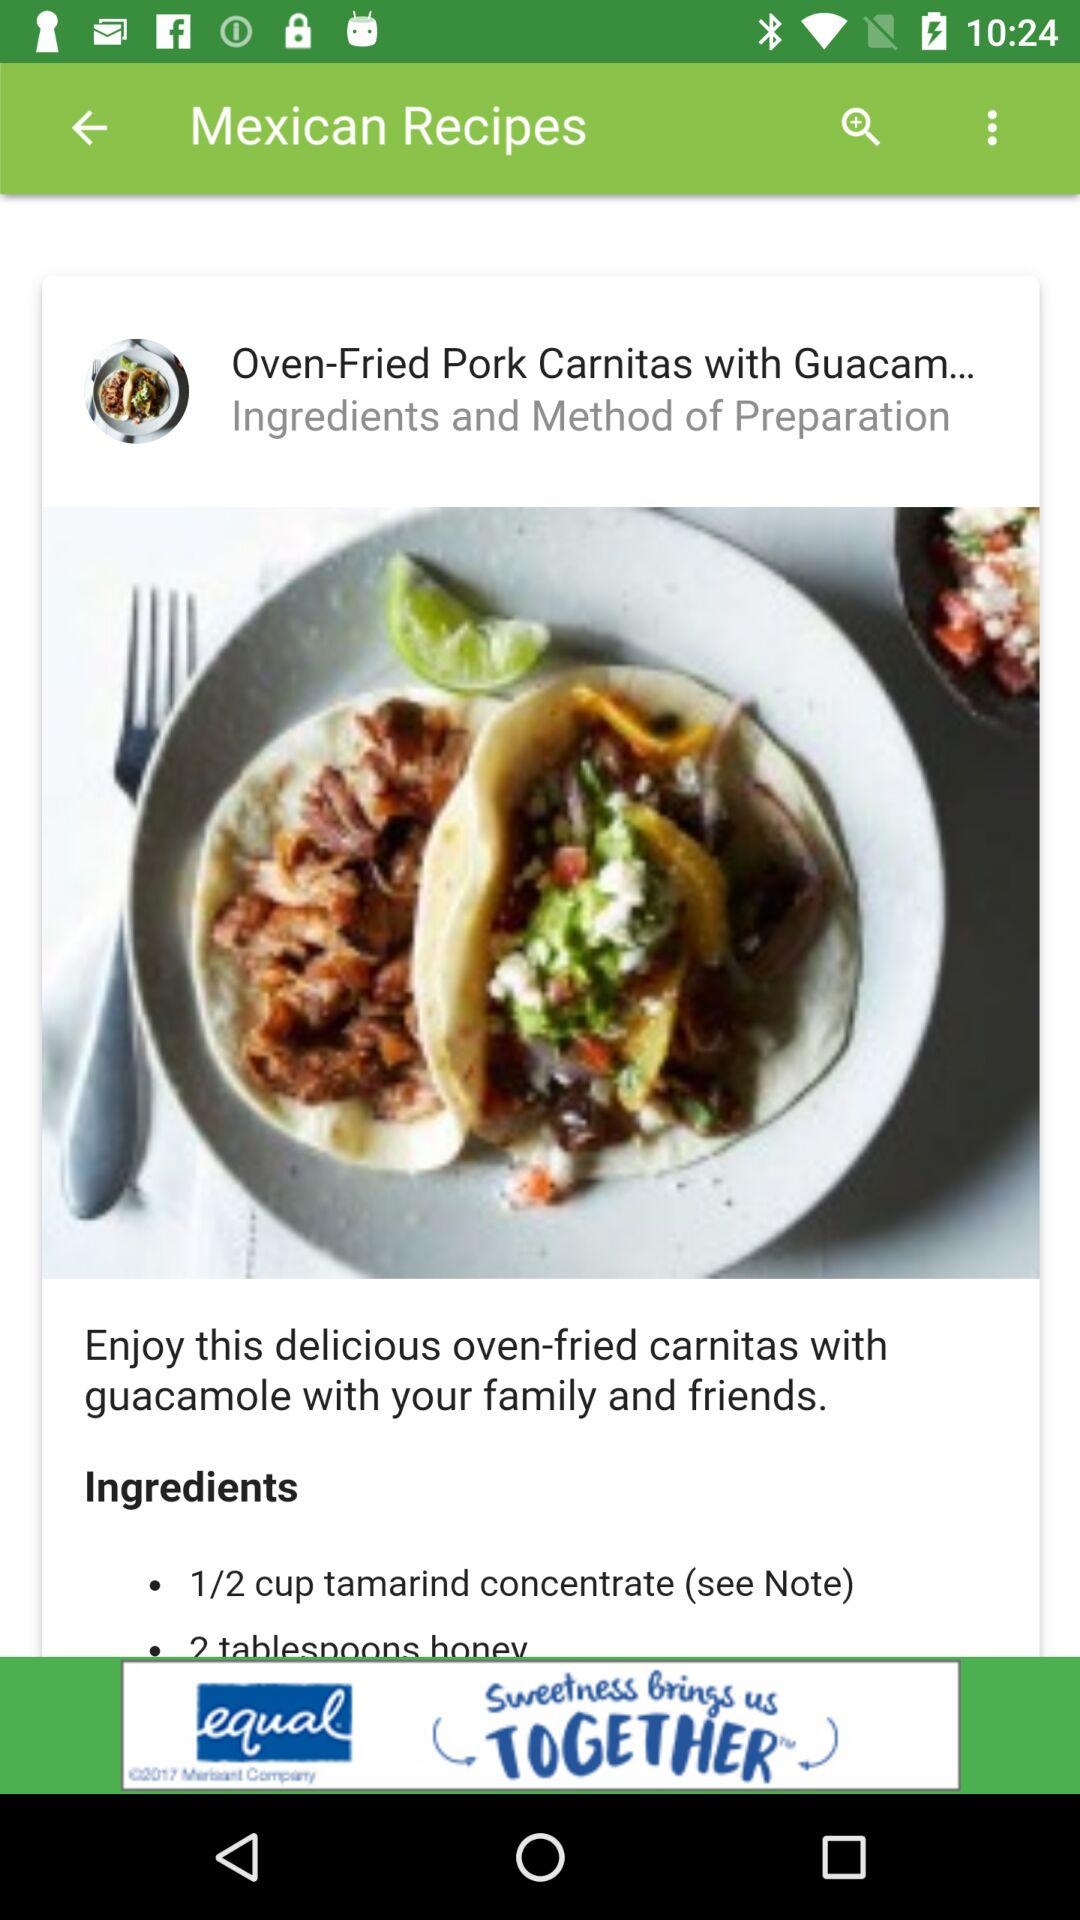 10:24
Mexican Recipes
Oven-Fried Pork Carnitas with Guacam...
Ingredients and Method of Preparation
Enjoy this delicious oven-fried carnitas with
guacamole with your family and friends.
Ingredients
• 1/2 cup tamarind concentrate (see Note)
• 2 tablespoons honey
equal
©2017 Merisant Company
Sweetness brings us
TOGETHER™